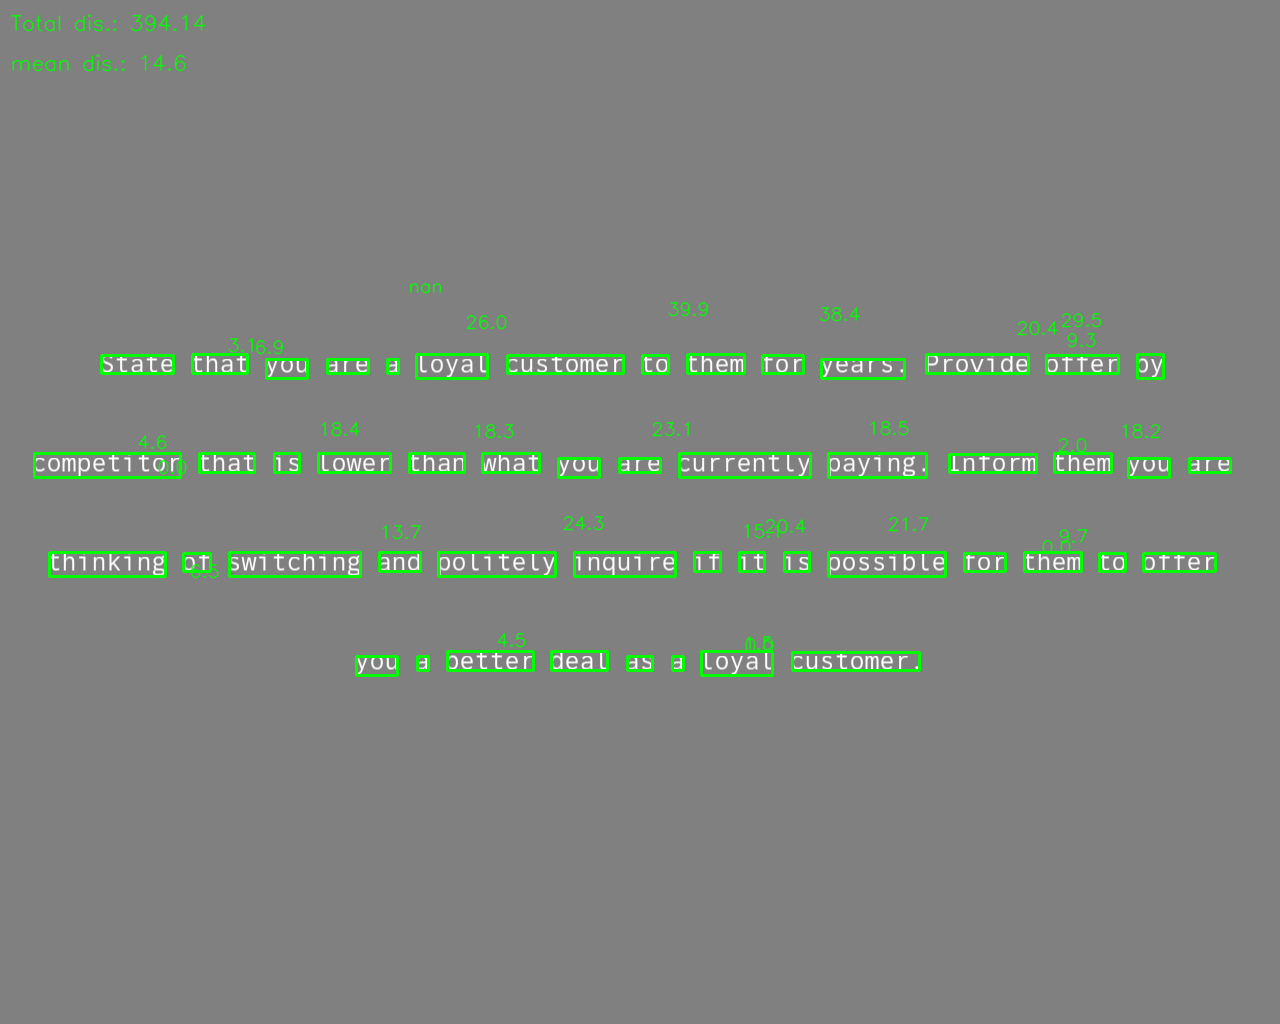 Total dis.: 394.14
mean dis.: 14.6
nan
26.0 39.9 38.4 20.4 29.5
3.1 6.9 9.3
State that you are a loyal customer to them for years. Provide offer by
4.6 18.4 18.3 23.1 18.5 2.0 18.2
competitor that is lower than what you are currently paying. Inform them you are
13.7 24.3 20.4 21.7 9.7
thinking of switching and politely inquire if it is possible for them to offer
4.5
you a better deal as a loyal customer.